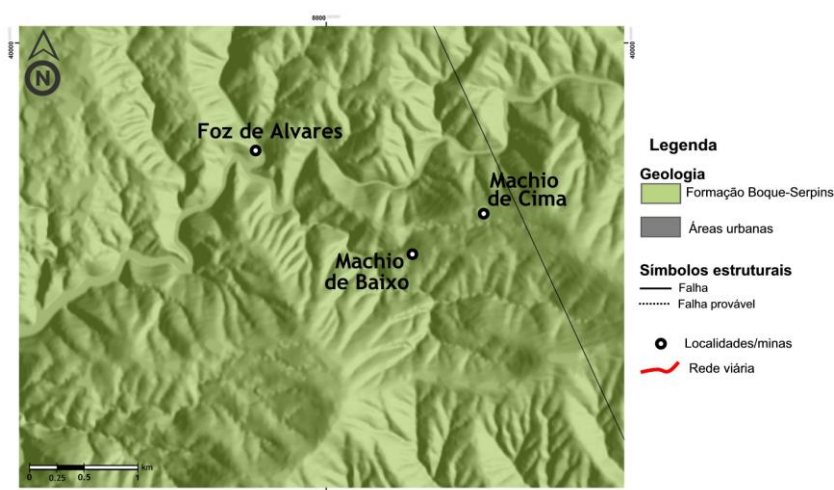 8000
40000
40000
N
Foz de Alvares
Machio
de Cima
Machio
de Baixo
0 0.25 0.5 1 km
Legenda
Geologia
Formação Boque-Serpins
Áreas urbanas
Símbolos estruturais
Falha
Falha provável
Localidades/minas
Rede viária